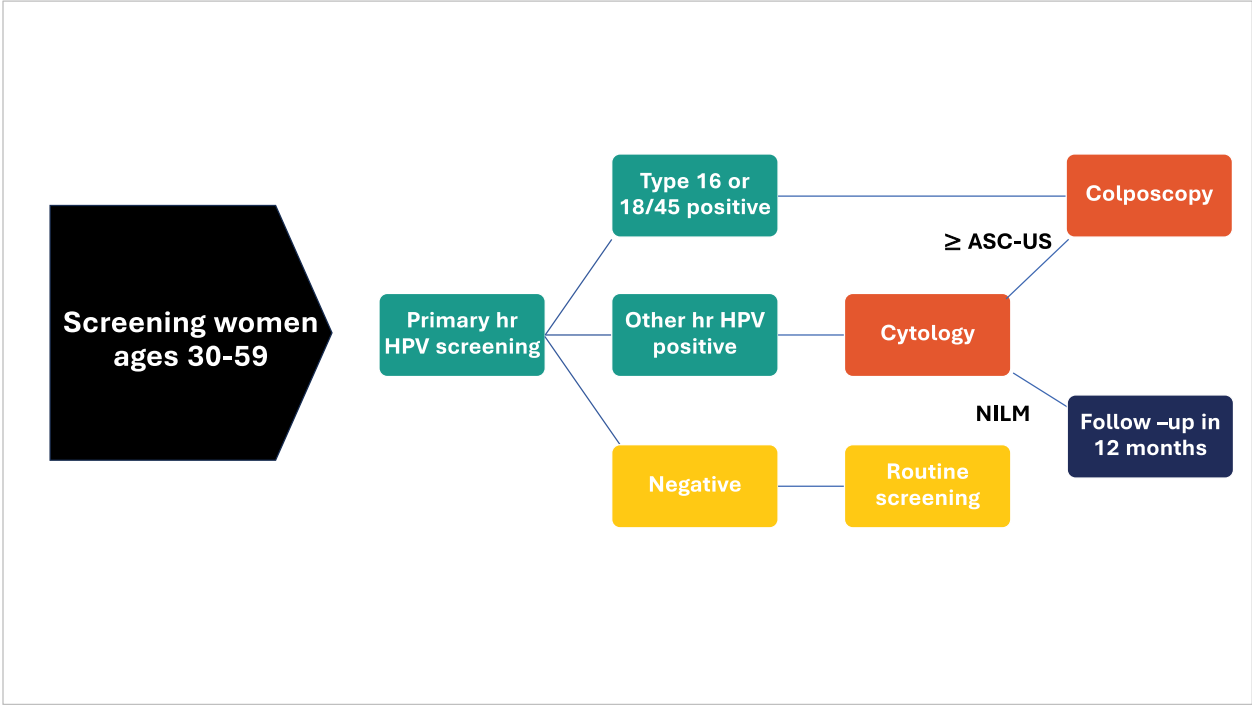 Screening women
ages 30-59
Primary hr
HPV screening
Type 16 or
18/45 positive
Other hr HPV
positive
Negative
Cytology
Routine
screening
≥ ASC-US
NILM
Colposcopy
Follow –up in
12 months